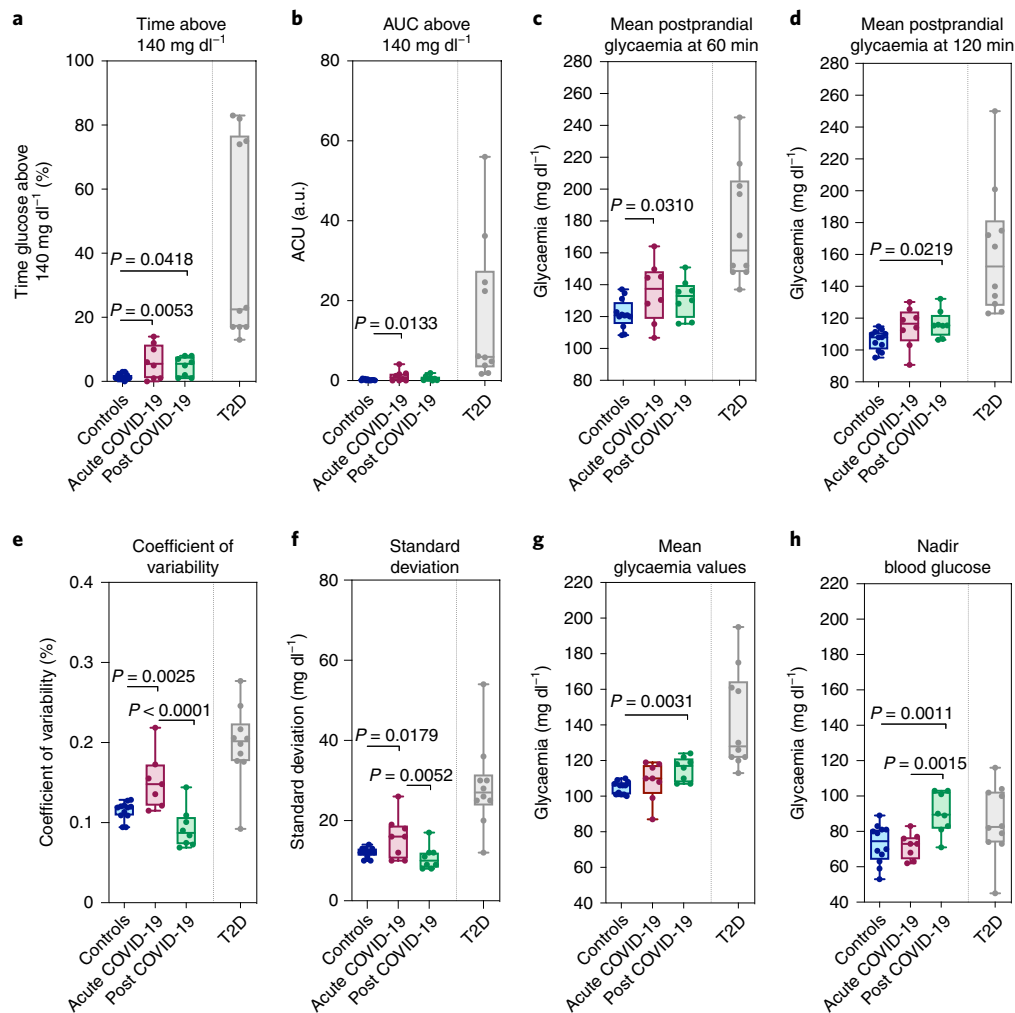 a
Time above
140 mg dl⁻¹
Time glucose above
140 mg dl⁻¹ (%)
100
80
60
40
20
0
P = 0.0418
P = 0.0053
Controls
Acute COVID-19
Post COVID-19
T2D
b
AUC above
140 mg dl⁻¹
ACU (a.u.)
80
60
40
20
0
P = 0.0133
Controls
Acute COVID-19
Post COVID-19
T2D
c
Mean postprandial
glycaemia at 60 min
Glycaemia (mg dl⁻¹)
280
260
240
220
200
180
160
140
120
100
80
P = 0.0310
Controls
Acute COVID-19
Post COVID-19
T2D
d
Mean postprandial
glycaemia at 120 min
Glycaemia (mg dl⁻¹)
280
260
240
220
200
180
160
140
120
100
80
P = 0.0219
Controls
Acute COVID-19
Post COVID-19
T2D
e
Coefficient of
variability
Coefficient of variability (%)
0.4
0.3
0.2
0.1
0
P = 0.0025
P < 0.0001
Controls
Acute COVID-19
Post COVID-19
T2D
f
Standard
deviation
Standard deviation (mg dl⁻¹)
80
60
40
20
0
P = 0.0179
P = 0.0052
Controls
Acute COVID-19
Post COVID-19
T2D
g
Mean
glycaemia values
Glycaemia (mg dl⁻¹)
220
200
180
160
140
120
100
80
60
40
P = 0.0031
Controls
Acute COVID-19
Post COVID-19
T2D
h
Nadir
blood glucose
Glycaemia (mg dl⁻¹)
220
200
180
160
140
120
100
80
60
40
P = 0.0011
P = 0.0015
Controls
Acute COVID-19
Post COVID-19
T2D